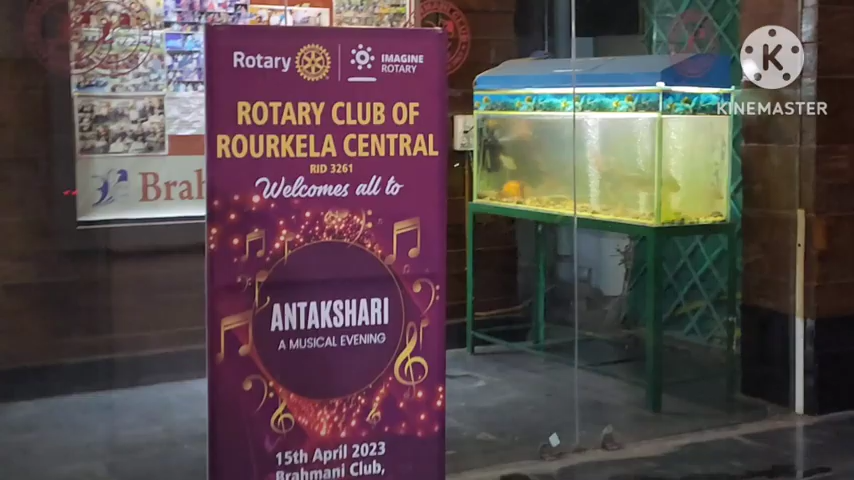 Rotary
IMAGINE
ROTARY
ROTARY CLUB OF
ROURKELA CENTRAL
RID 3261
Welcomes all to
ANTAKSHARI
A MUSICAL EVENING
15th April 2023
Brahmani Club,
Brahm
K
KINEMASTER